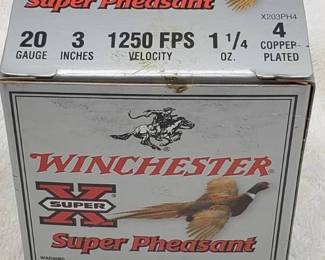 Super Pheasant
X203PH4
20 3 1250 FPS 1 1/4 4
GAUGE INCHES VELOCITY OZ. COPPER-
PLATED
WINCHESTER
X
SUPER
Super Pheasant
WARNING